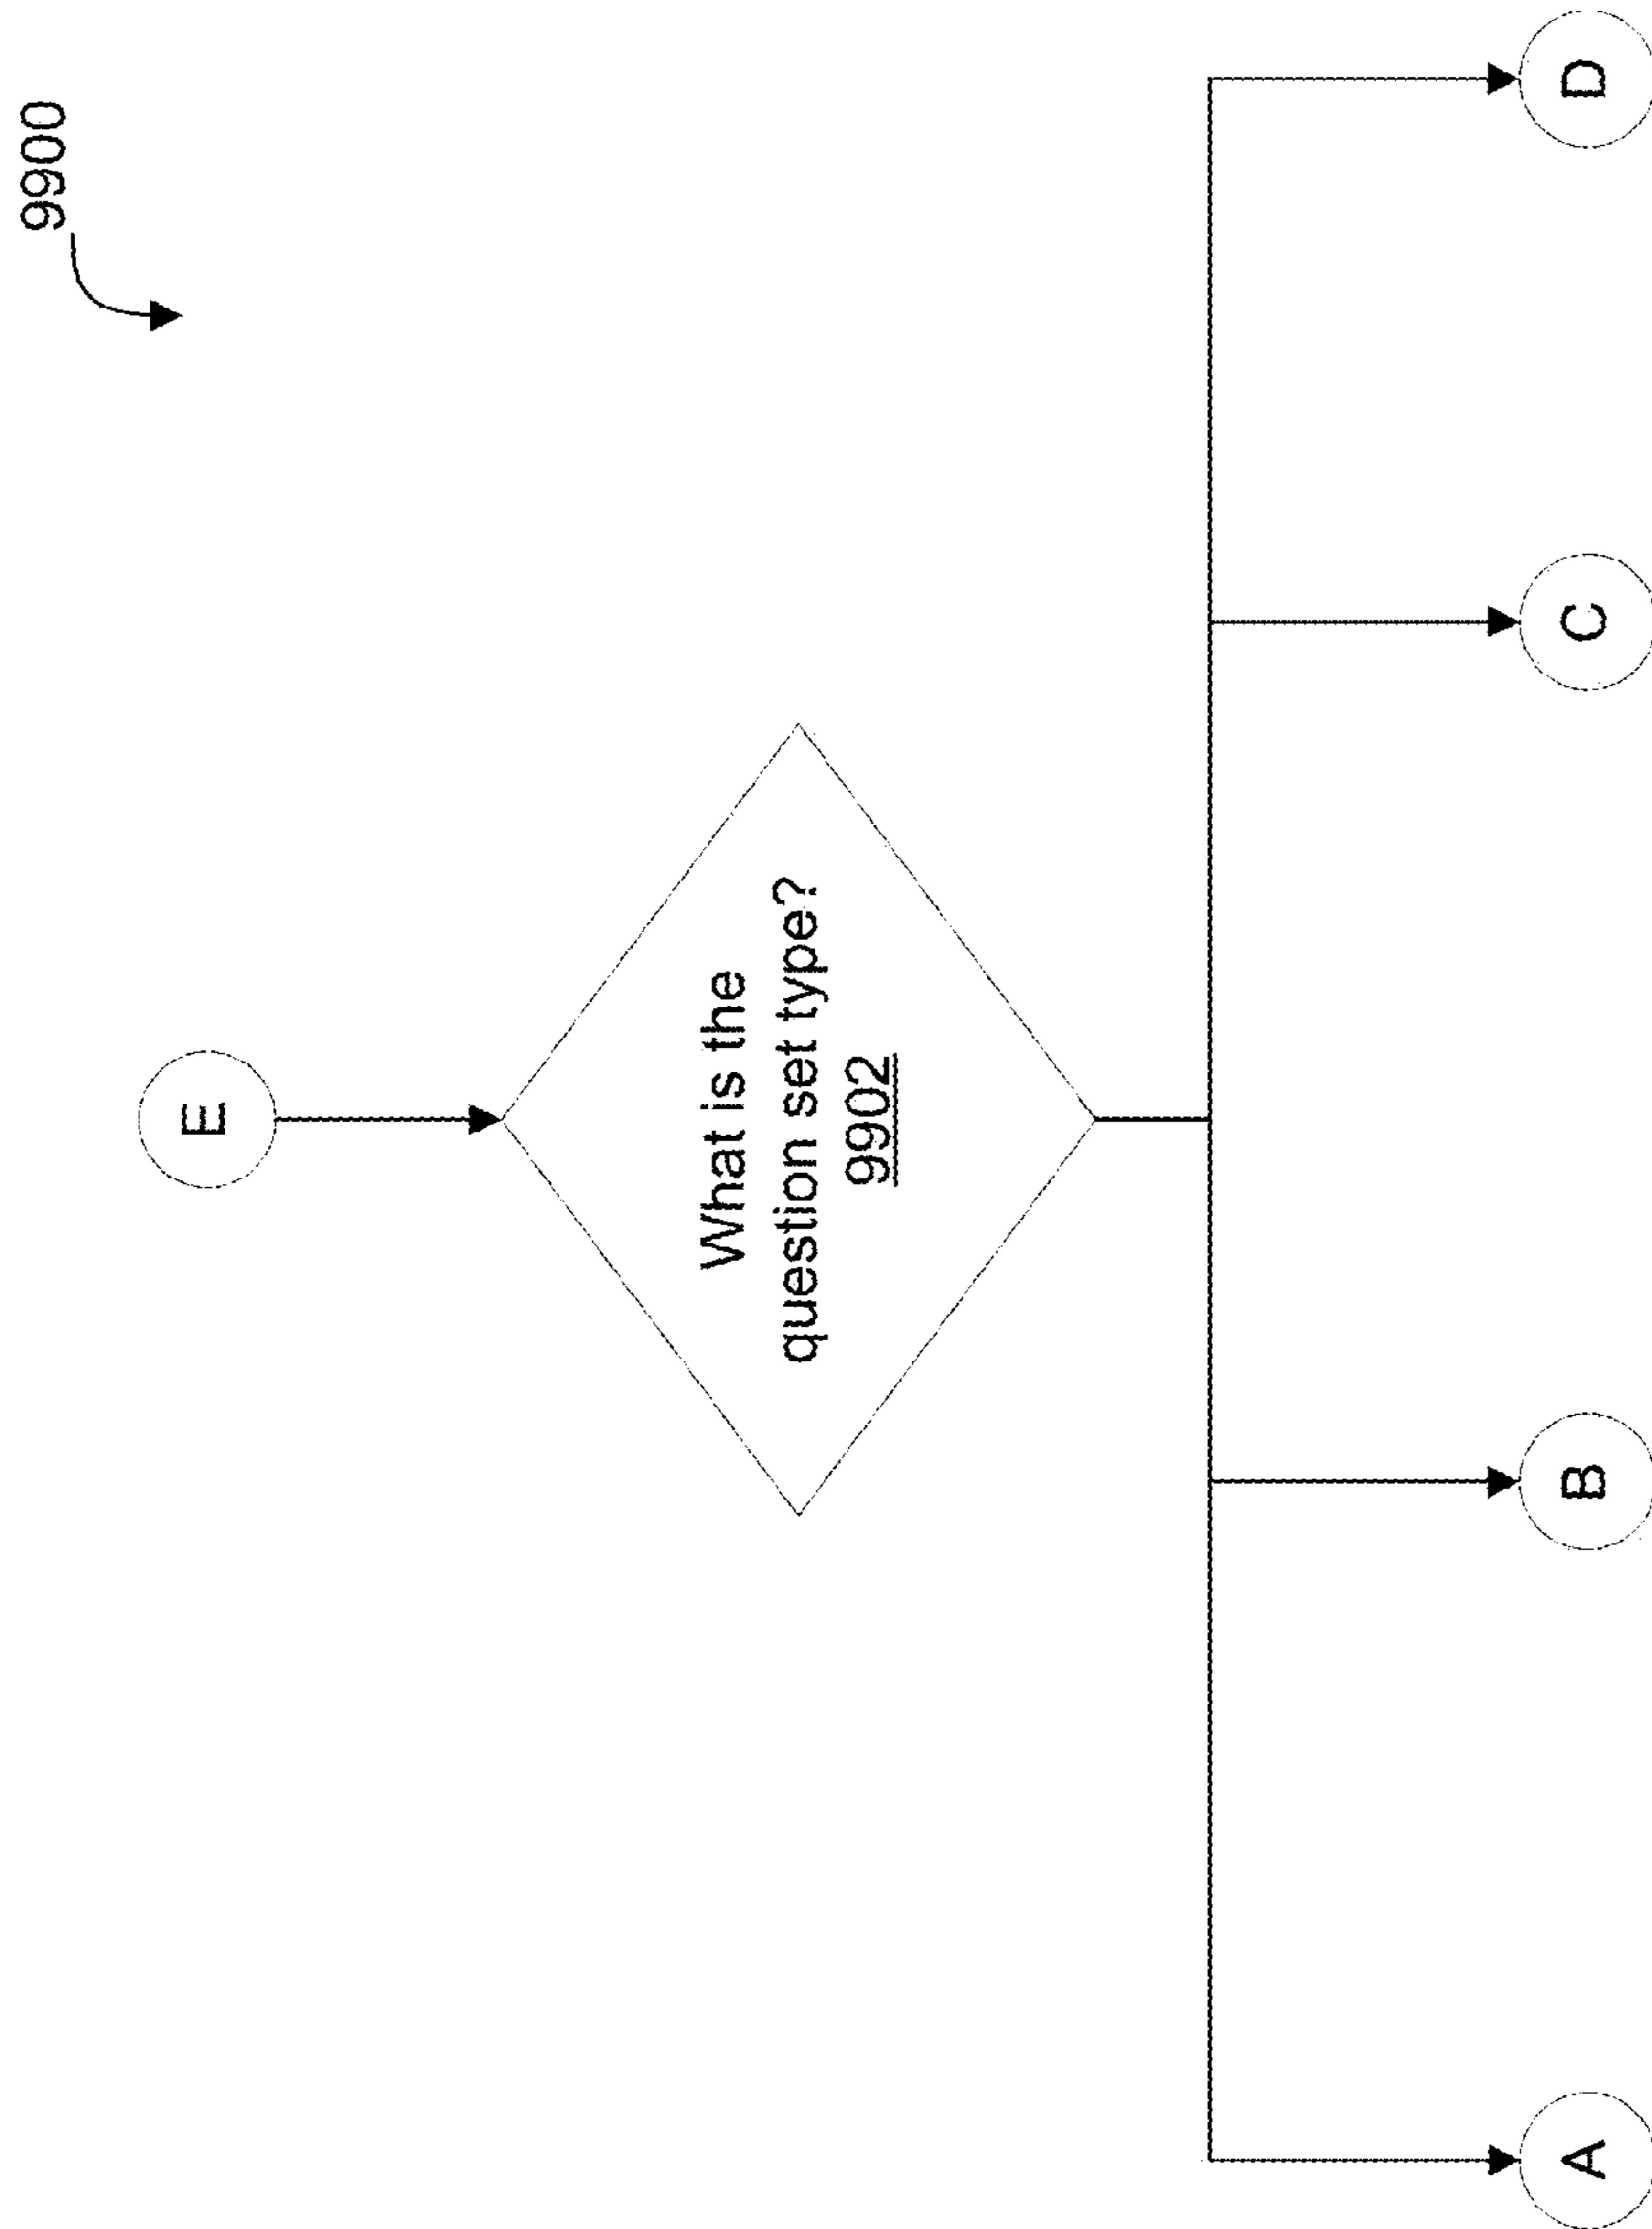 9900
E
What is the
question set type?
9902
A
B
C
D